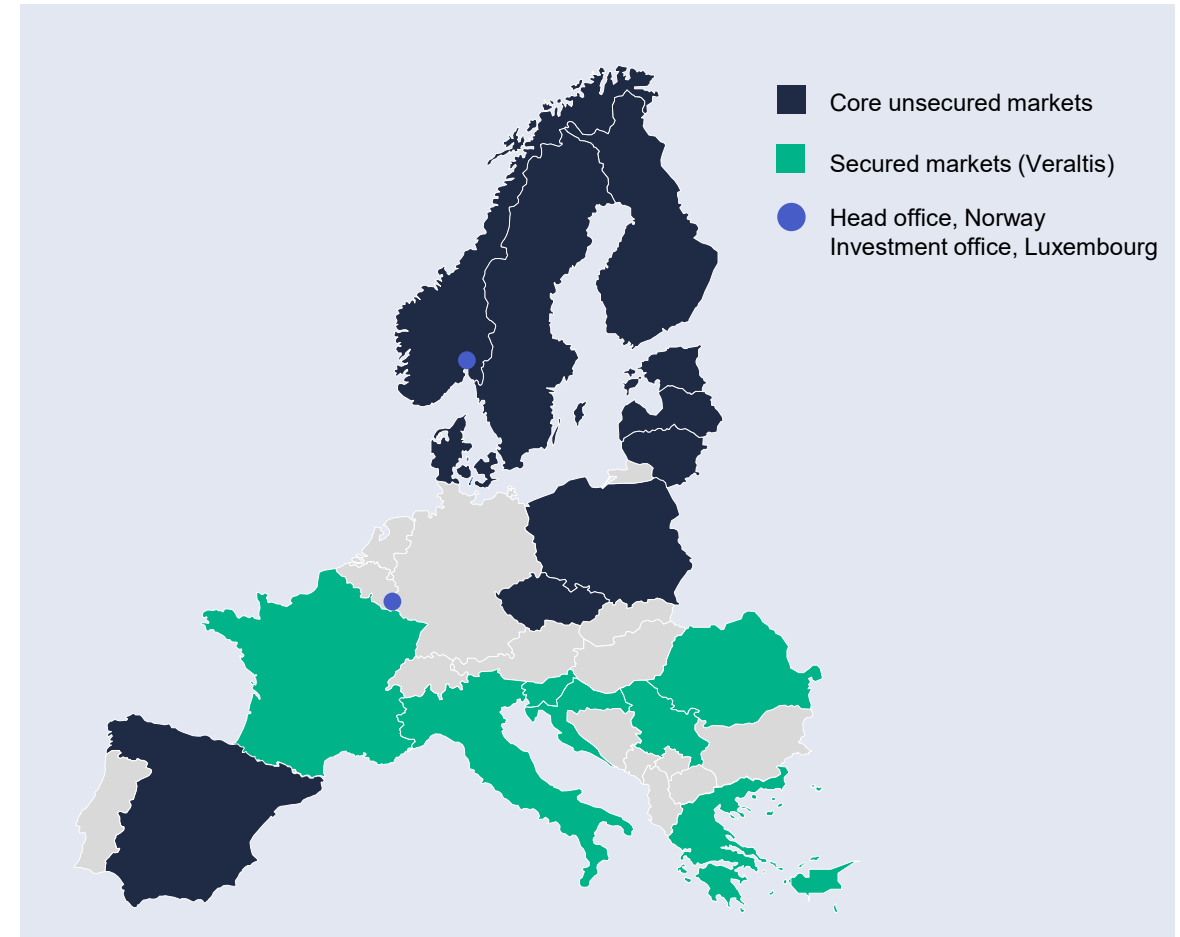 Core unsecured markets
Secured markets (Veraltis)
Head office, Norway
Investment office, Luxembourg